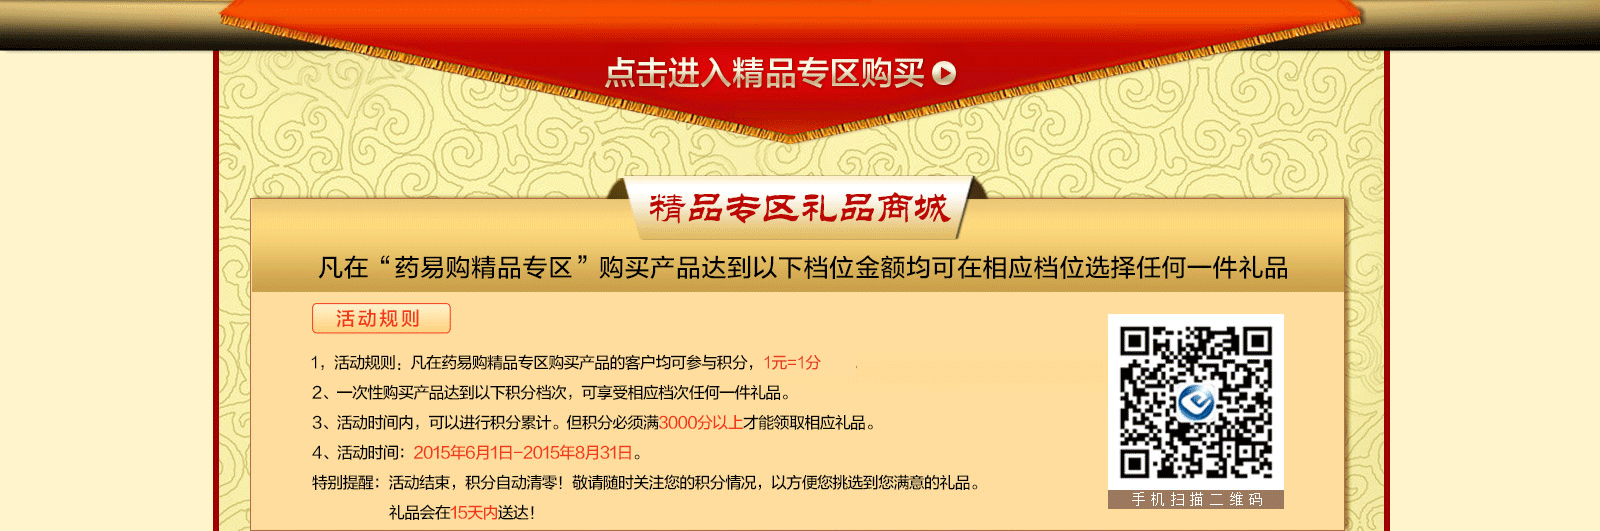 点击进入精品专区购买
精品专区礼品商城
凡在“药易购精品专区”购买产品达到以下档位金额均可在相应档位选择任何一件礼品
活动规则
1，活动规则：凡在药易购精品专区购买产品的客户均可参与积分，1元=1分
2、一次性购买产品达到以下积分档次，可享受相应档次任何一件礼品。
3、活动时间内，可以进行积分累计。但积分必须满3000分以上才能领取相应礼品。
4、活动时间：2015年6月1日-2015年8月31日。
特别提醒：活动结束，积分自动清零！敬请随时关注您的积分情况，以方便您挑选到您满意的礼品。
礼品会在15天内送达！
手机扫描二维码